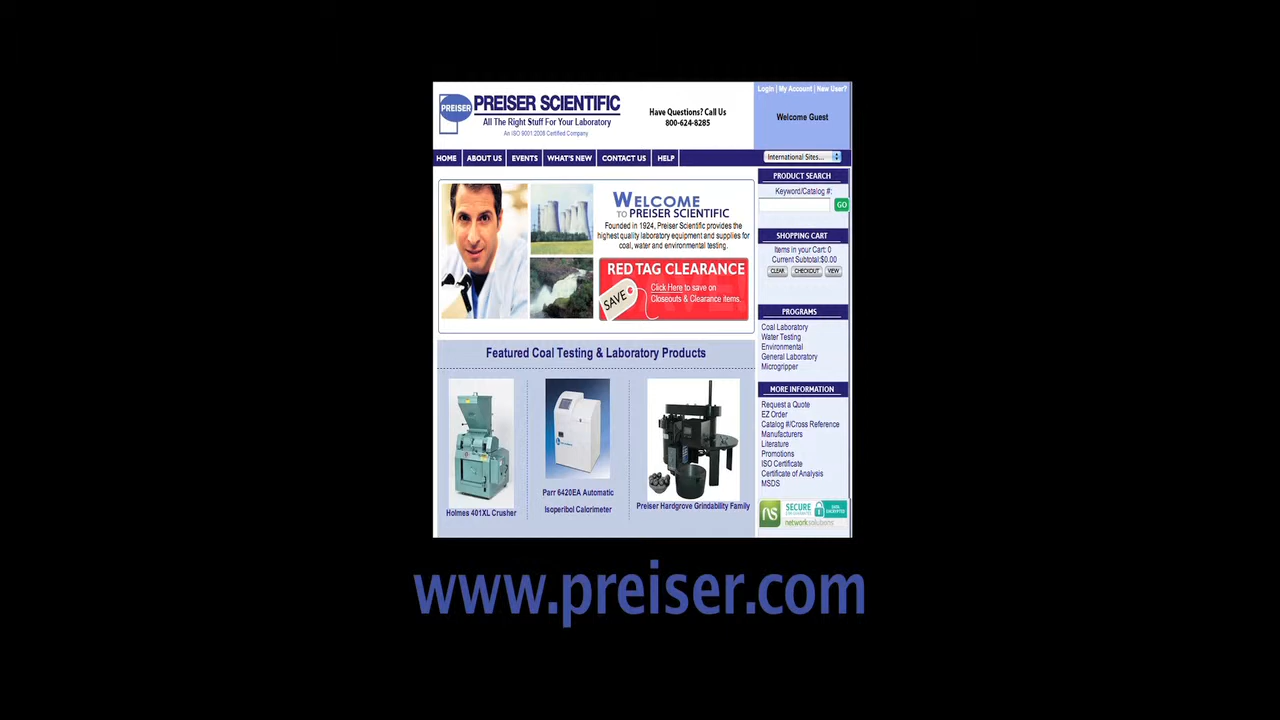 PREISER
PREISER SCIENTIFIC
All The Right Stuff For Your Laboratory
An ISO 9001:2008 Certified Company
Have Questions? Call Us
800-624-8285
Login | My Account | New User?
Welcome Guest
HOME
ABOUT US
EVENTS
WHAT'S NEW
CONTACT US
HELP
International Sites...
WELCOME
TO PREISER SCIENTIFIC
Founded in 1924, Preiser Scientific provides the
highest quality laboratory equipment and supplies for
coal, water and environmental testing.
RED TAG CLEARANCE
SAVE
Click Here to save on
Closeouts & Clearance items.
PRODUCT SEARCH
Keyword/Catalog #:
GO
SHOPPING CART
Items in your Cart: 0
Current Subtotal:$0.00
CLEAR
CHECKOUT
VIEW
PROGRAMS
Coal Laboratory
Water Testing
Environmental
General Laboratory
Microgripper
MORE INFORMATION
Request a Quote
EZ Order
Catalog #/Cross Reference
Manufacturers
Literature
Promotions
ISO Certificate
Certificate of Analysis
MSDS
SECURE
DATA
ENCRYPTED
networksolutions
Featured Coal Testing & Laboratory Products
Holmes 401XL Crusher
Parr 6420EA Automatic
Isoperibol Calorimeter
Preiser Hardgrove Grindability Family
www.preiser.com